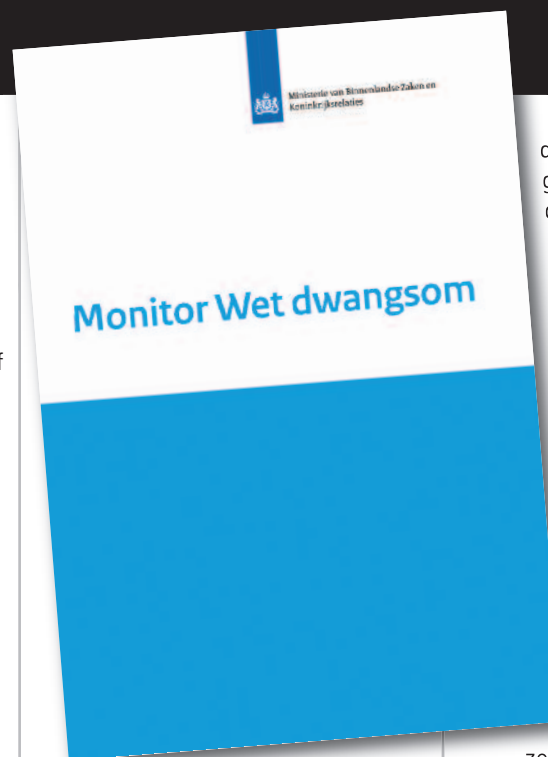 Ministerie van Binnenlandse Zaken en
Koninkrijksrelaties
Monitor Wet dwangsom